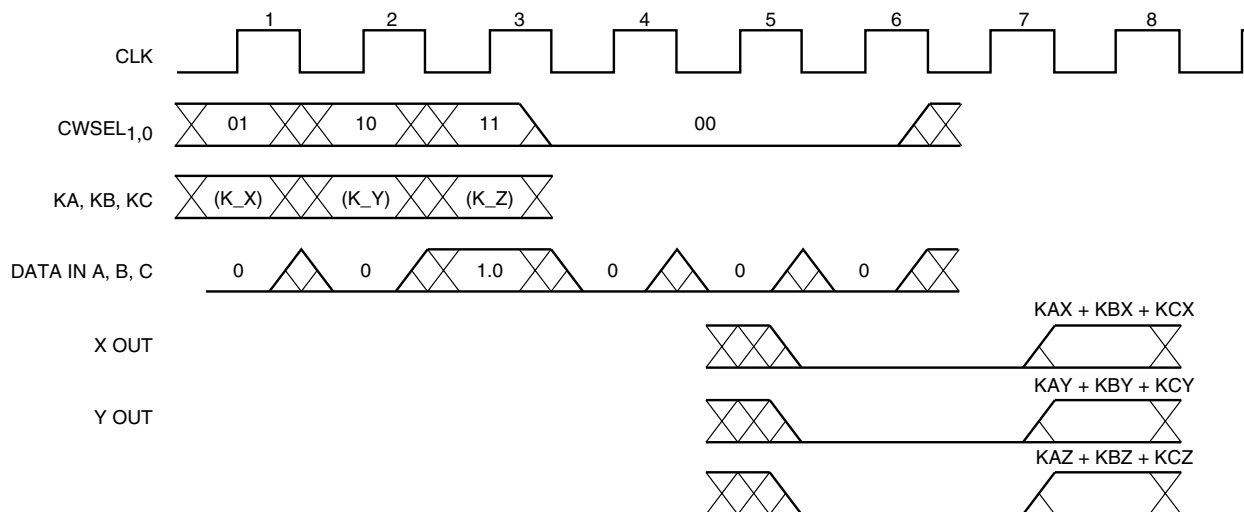 1 2 3 4 5 6 7 8
CLK
CWSEL1,0 01 10 11 00
KA, KB, KC (K_X) (K_Y) (K_Z)
DATA IN A, B, C 0 0 1.0 0 0 0
KAX + KBX + KCX
X OUT
KAY + KBY + KCY
Y OUT
KAZ + KBZ + KCZ